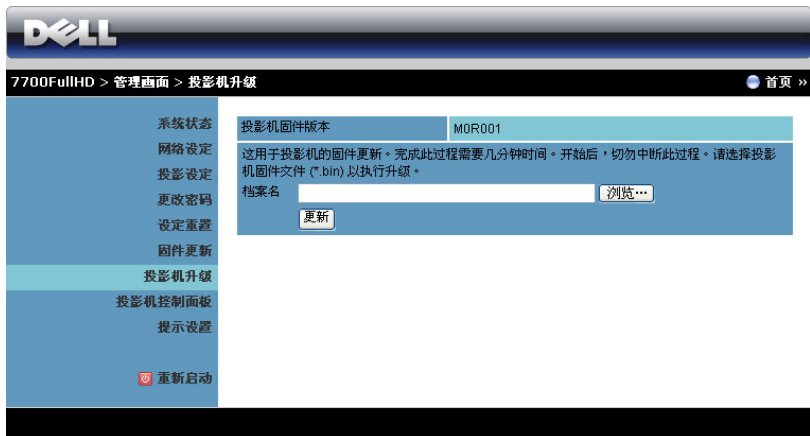 DELL
7700FullHD > 管理画面 > 投影机升级
首页 »
系统状态
网络设定
投影设定
更改密码
设定重置
固件更新
投影机升级
投影机控制面板
提示设置
重新启动
投影机固件版本 M0R001
这用于投影机的固件更新。完成此过程需要几分钟时间。开始后，切勿中断此过程。请选择投影
机固件文件 (*.bin) 以执行升级。
档案名 浏览…
更新